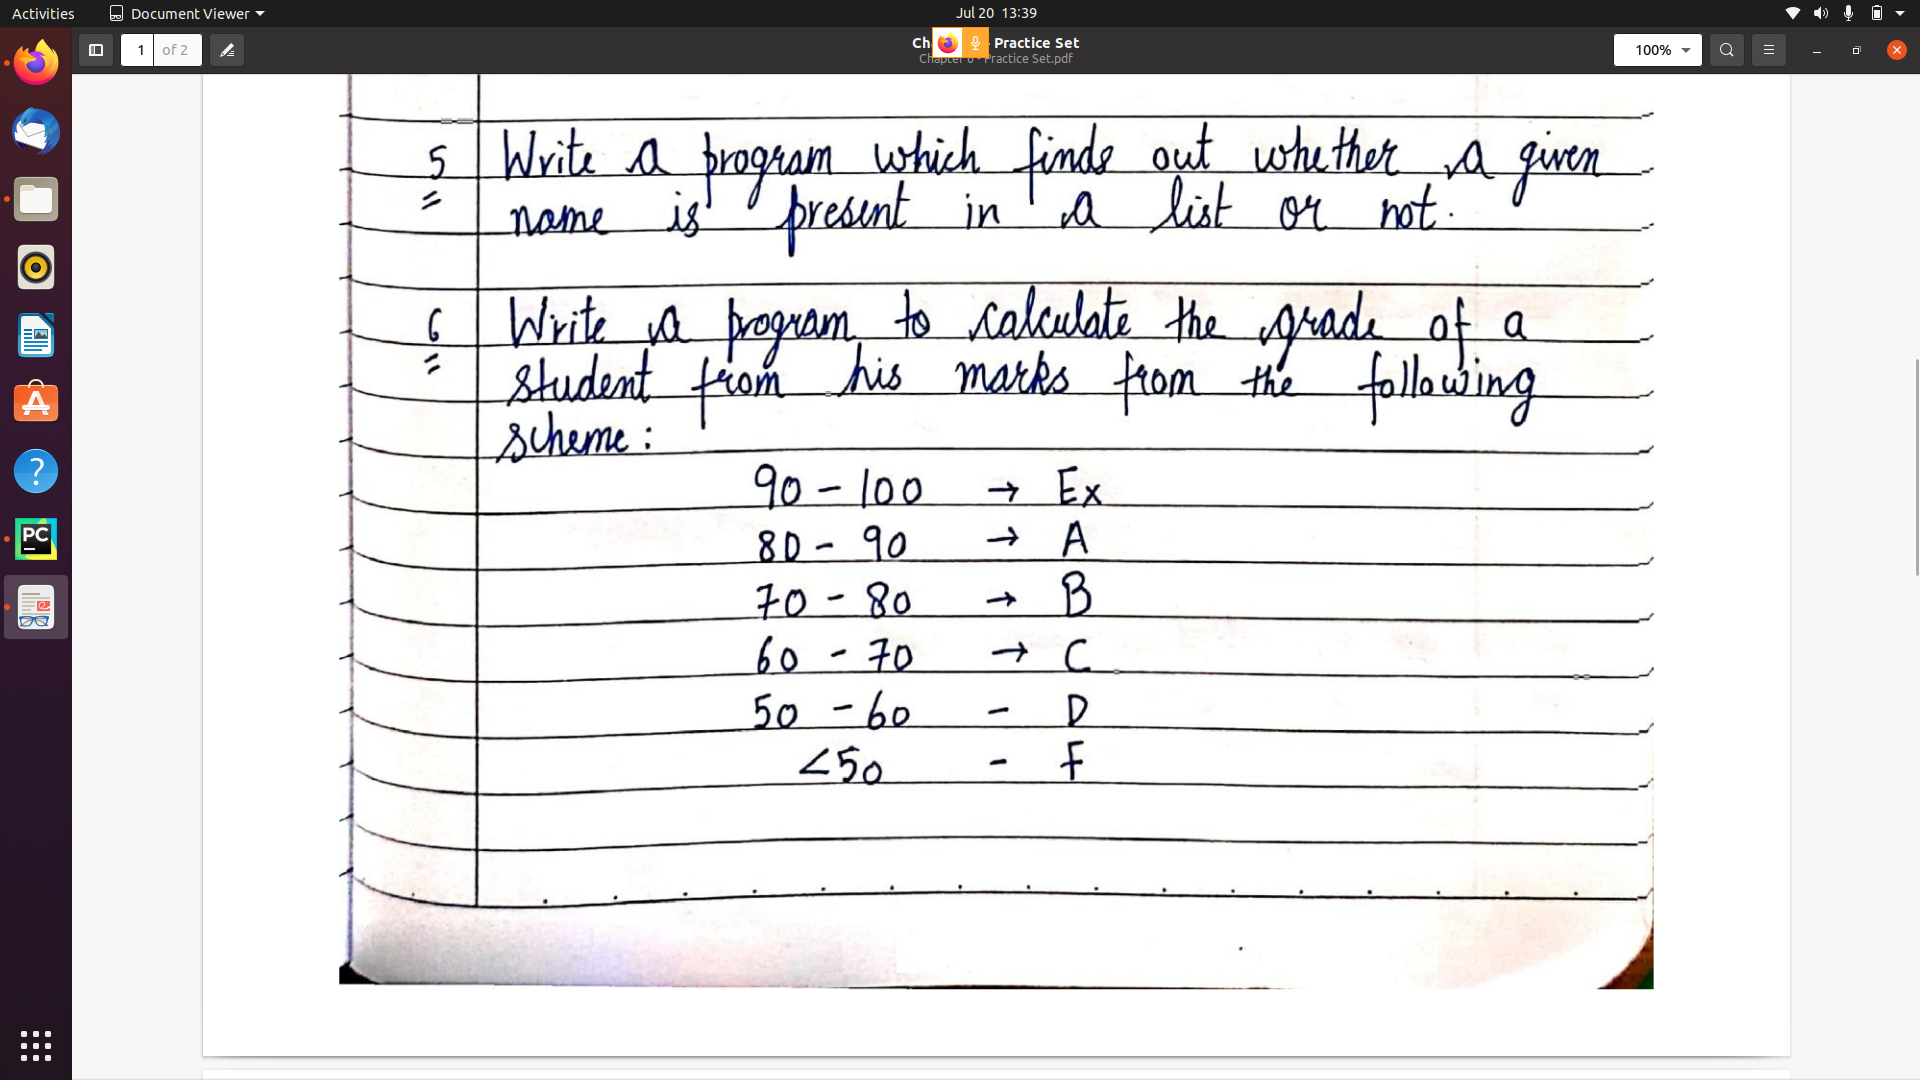 Activities Document Viewer Jul 20 13:39
1 of 2 Practice Set 100%
Practice Set.pdf
5 Write a program which finds out whether a given
name is present in a list or not.
6 Write a program to calculate the grade of a
student from his marks from the following
scheme:
90 - 100 → Ex
80 - 90 → A
70 - 80 → B
60 - 70 → C
50 - 60 - D
<50 - F